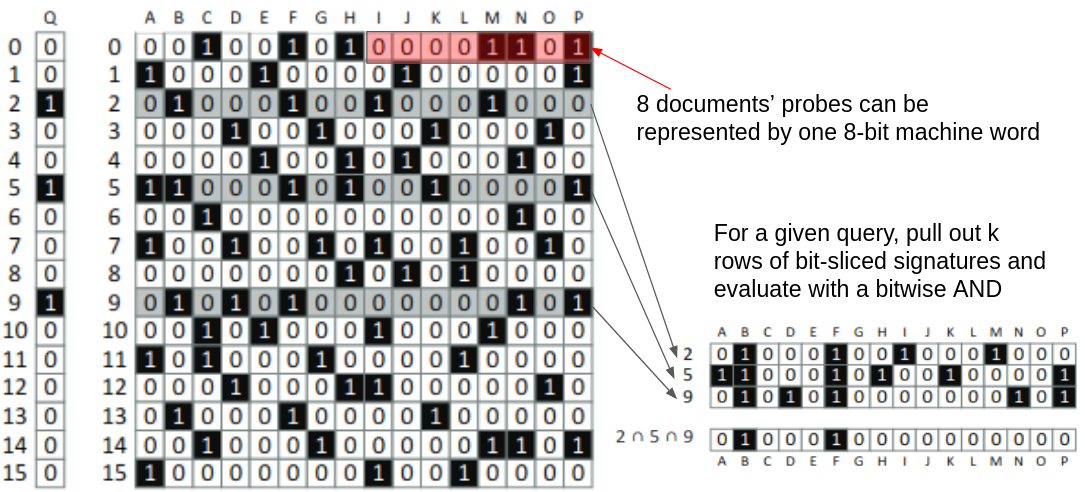 Q A B C D E F G H I J K L M N O P
0 0 0 0 0 1 0 0 1 0 1 0 0 0 0 1 1 0 1
1 0 1 1 0 0 0 1 0 0 0 0 1 0 0 0 0 0 1
2 1 2 0 1 0 0 0 1 0 0 1 0 0 0 1 0 0 0
3 0 3 0 0 0 1 0 0 1 0 0 0 1 0 0 0 1 0
4 0 4 0 0 0 0 1 0 0 1 0 1 0 0 0 1 0 0
5 1 5 1 1 0 0 0 1 0 1 0 0 1 0 0 0 0 1
6 0 6 0 0 1 0 0 0 0 0 0 0 0 0 0 1 0 0
7 0 7 1 0 0 1 0 0 1 0 1 0 0 1 0 0 1 0
8 0 8 0 0 0 0 0 0 0 1 0 1 0 1 0 0 0 0
9 1 9 0 1 0 1 0 1 0 0 0 0 0 0 0 1 0 1
10 0 10 0 0 1 0 1 0 0 0 1 0 0 0 1 0 0 0
11 0 11 1 0 1 0 0 0 1 0 0 0 0 1 0 0 0 0
12 0 12 0 0 0 1 0 0 0 1 1 0 0 0 0 0 1 0
13 0 13 0 1 0 0 0 1 0 0 0 0 1 0 0 0 0 0
14 0 14 0 0 1 0 0 0 1 0 0 0 0 0 1 1 0 1
15 0 15 1 0 0 0 0 0 0 0 1 0 0 1 0 0 0 0
8 documents' probes can be
represented by one 8-bit machine word
For a given query, pull out k
rows of bit-sliced signatures and
evaluate with a bitwise AND
A B C D E F G H I J K L M N O P
2 0 1 0 0 0 1 0 0 1 0 0 0 1 0 0 0
5 1 1 0 0 0 1 0 1 0 0 1 0 0 0 0 1
9 0 1 0 1 0 1 0 0 0 0 0 0 0 1 0 1
2 ∩ 5 ∩ 9 0 1 0 0 0 1 0 0 0 0 0 0 0 0 0 0
A B C D E F G H I J K L M N O P